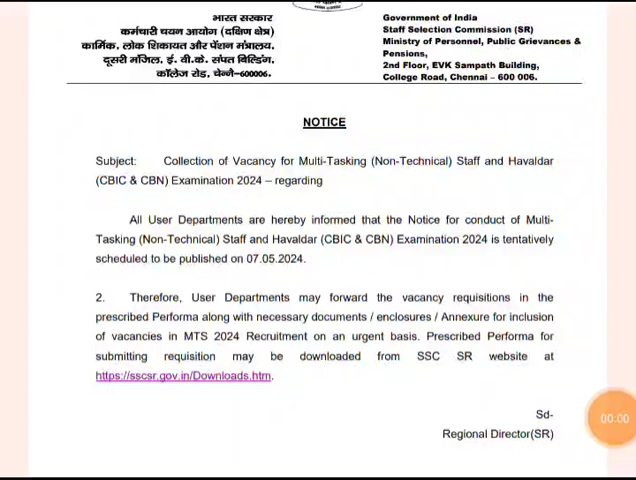 भारत सरकार
कर्मचारी चयन आयोग (दक्षिण क्षेत्र)
कार्मिक, लोक शिकायत और पेंशन मंत्रालय,
दूसरी मंजिल, ई. वी.के. संपत बिल्डिंग,
कॉलेज रोड, चेन्नै–600006.
Government of India
Staff Selection Commission (SR)
Ministry of Personnel, Public Grievances &
Pensions,
2nd Floor, EVK Sampath Building,
College Road, Chennai – 600 006.
NOTICE
Subject: Collection of Vacancy for Multi-Tasking (Non-Technical) Staff and Havaldar
(CBIC & CBN) Examination 2024 – regarding
All User Departments are hereby informed that the Notice for conduct of Multi-
Tasking (Non-Technical) Staff and Havaldar (CBIC & CBN) Examination 2024 is tentatively
scheduled to be published on 07.05.2024.
2. Therefore, User Departments may forward the vacancy requisitions in the
prescribed Performa along with necessary documents / enclosures / Annexure for inclusion
of vacancies in MTS 2024 Recruitment on an urgent basis. Prescribed Performa for
submitting requisition may be downloaded from SSC SR website at
https://sscsr.gov.in/Downloads.htm.
Sd-
Regional Director(SR)
00:00